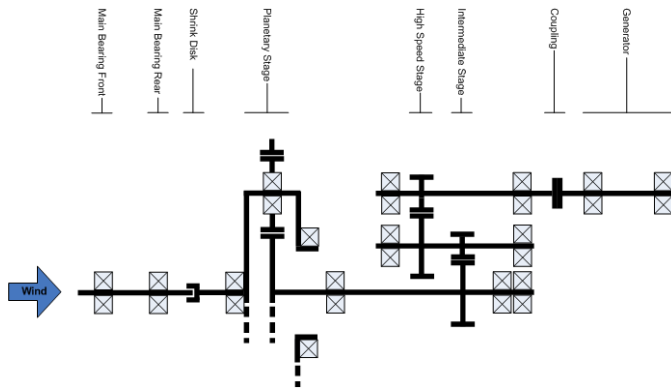 Main Bearing Front
Main Bearing Rear
Shrink Disk
Planetary Stage
High Speed Stage
Intermediate Stage
Coupling
Generator
Wind